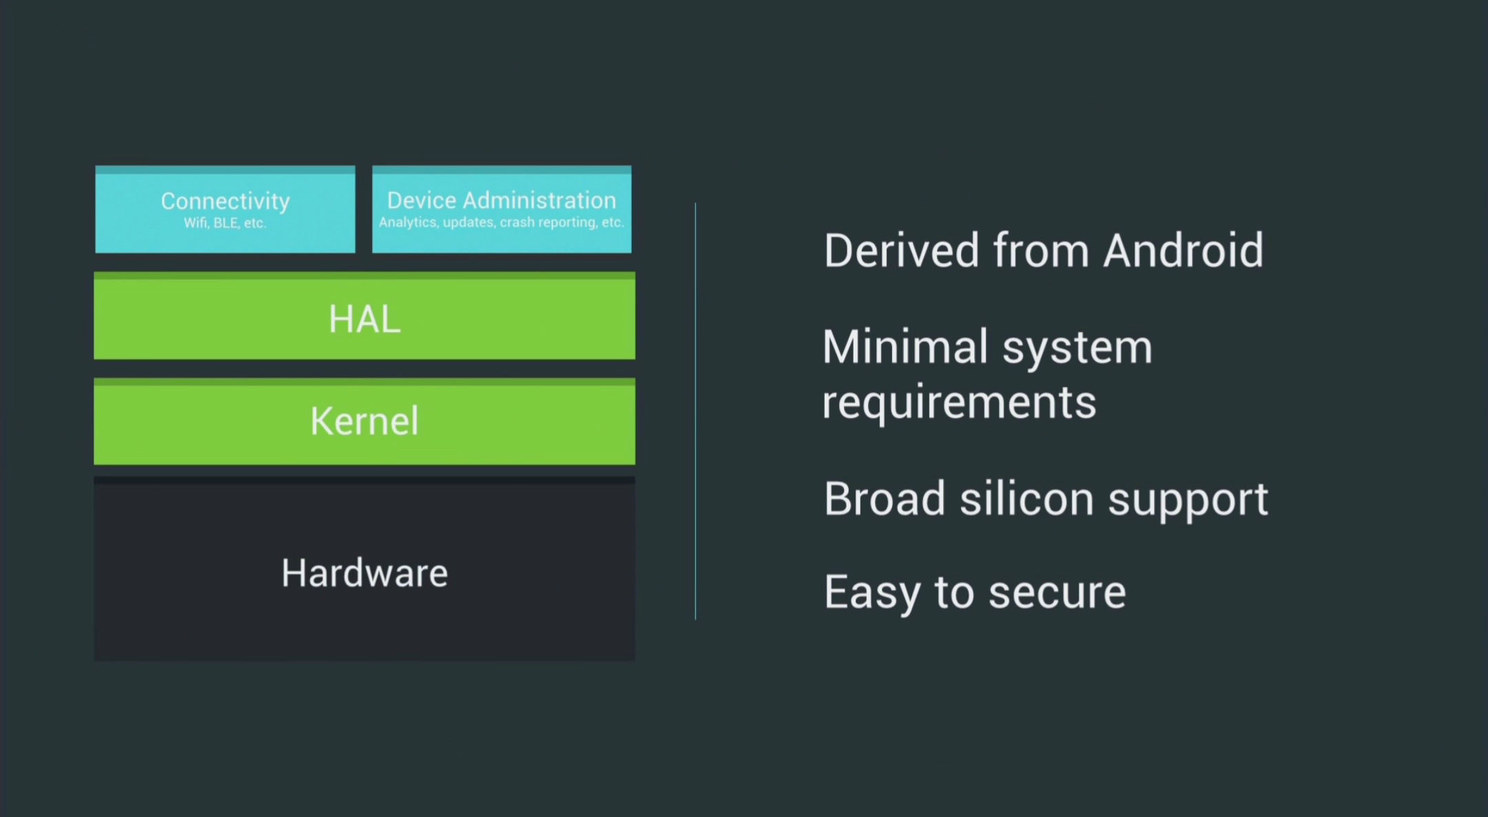 Connectivity
Wifi, BLE, etc.
Device Administration
Analytics, updates, crash reporting, etc.
HAL
Kernel
Hardware
Derived from Android
Minimal system
requirements
Broad silicon support
Easy to secure